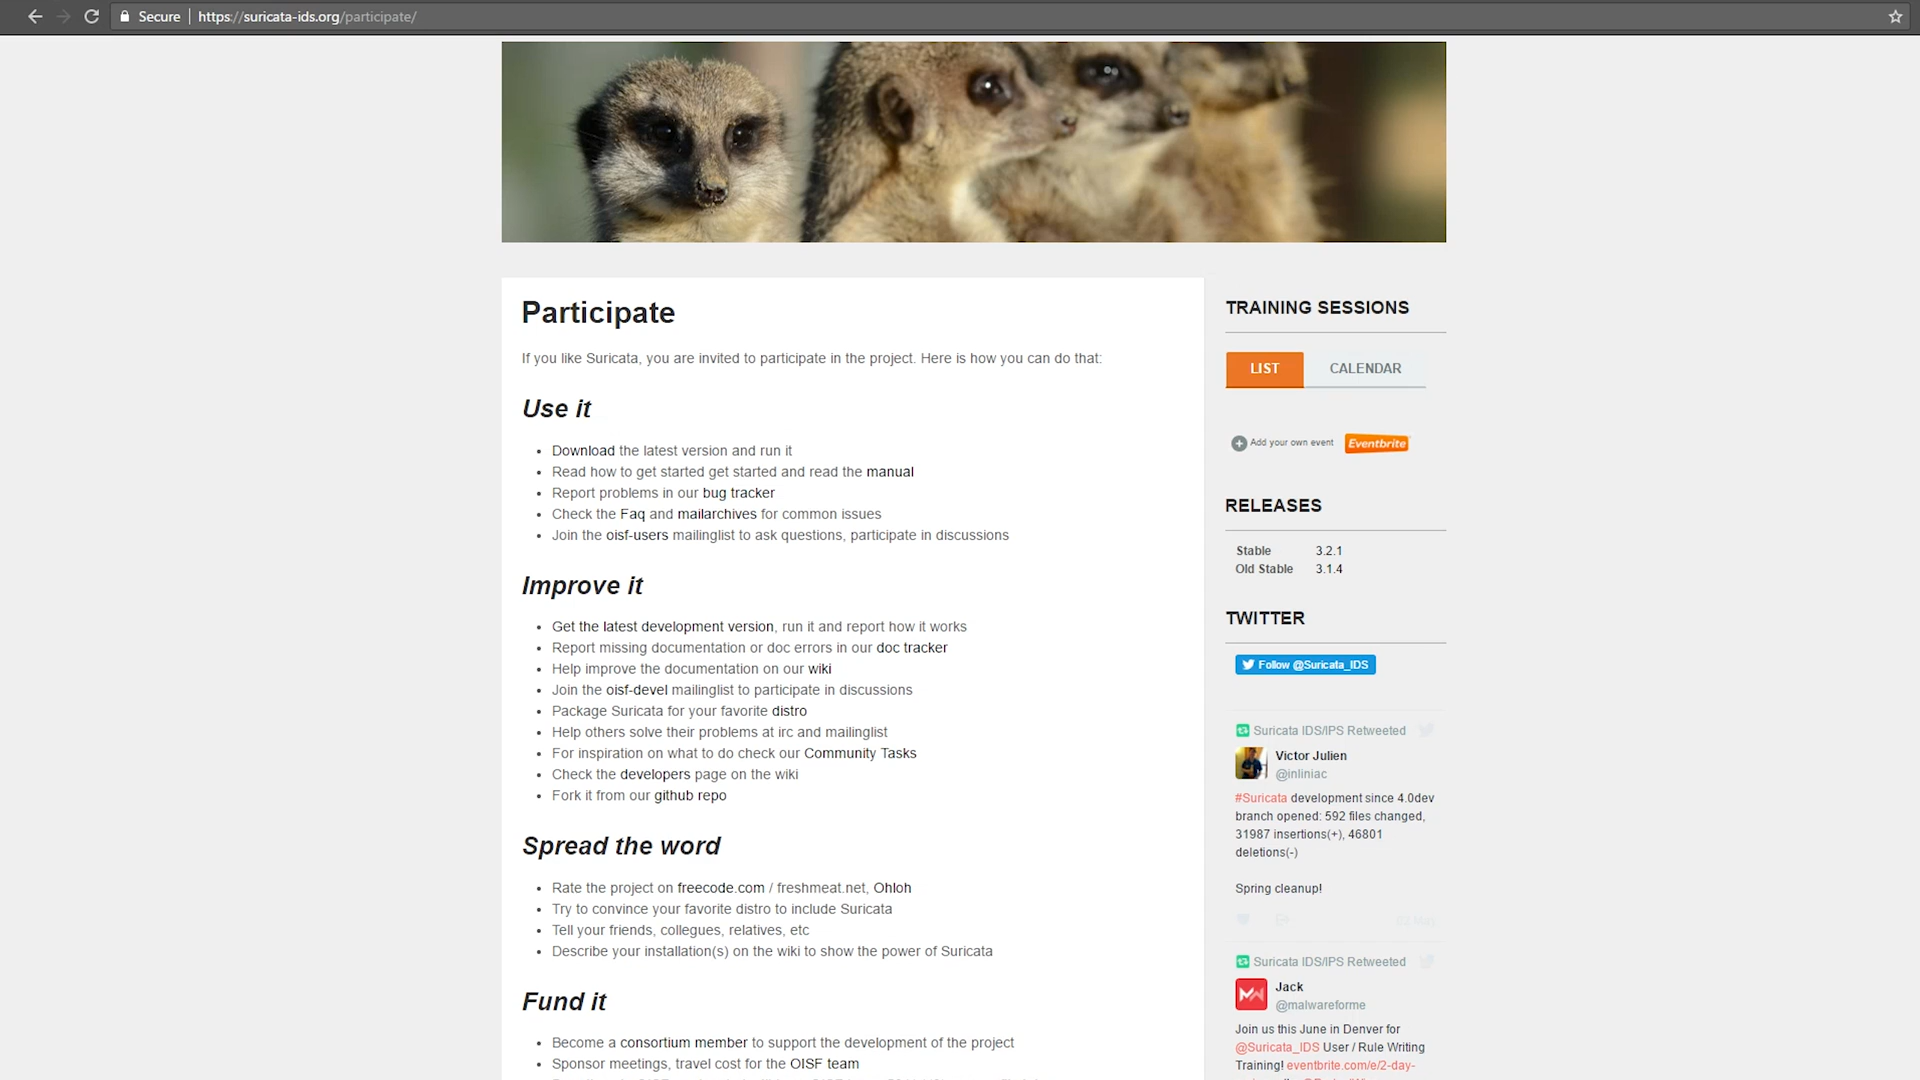 Secure https://suricata-ids.org/participate/
Participate
If you like Suricata, you are invited to participate in the project. Here is how you can do that:
Use it
Download the latest version and run it
Read how to get started get started and read the manual
Report problems in our bug tracker
Check the Faq and mailarchives for common issues
Join the oisf-users mailinglist to ask questions, participate in discussions
Improve it
Get the latest development version, run it and report how it works
Report missing documentation or doc errors in our doc tracker
Help improve the documentation on our wiki
Join the oisf-devel mailinglist to participate in discussions
Package Suricata for your favorite distro
Help others solve their problems at irc and mailinglist
For inspiration on what to do check our Community Tasks
Check the developers page on the wiki
Fork it from our github repo
Spread the word
Rate the project on freecode.com / freshmeat.net, Ohloh
Try to convince your favorite distro to include Suricata
Tell your friends, collegues, relatives, etc
Describe your installation(s) on the wiki to show the power of Suricata
Fund it
Become a consortium member to support the development of the project
Sponsor meetings, travel cost for the OISF team
TRAINING SESSIONS
LIST CALENDAR
Add your own event Eventbrite
RELEASES
Stable 3.2.1
Old Stable 3.1.4
TWITTER
Follow @Suricata_IDS
Suricata IDS/IPS Retweeted
Victor Julien
@inliniac
#Suricata development since 4.0dev
branch opened: 592 files changed,
31987 insertions(+), 46801
deletions(-)
Spring cleanup!
Suricata IDS/IPS Retweeted
Jack
@malwareforme
Join us this June in Denver for
@Suricata_IDS User / Rule Writing
Training! eventbrite.com/e/2-day-